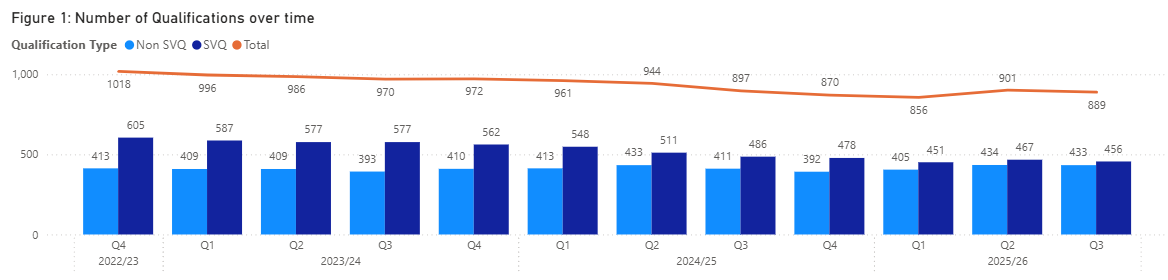 Figure 1: Number of Qualifications over time
Qualification Type Non SVQ SVQ Total
1,000
1018 996 986 970 972 961 944 897 870 856 901 889
605 587 577 577 562 548 511 486 478 451 467 456
500
413 409 409 393 410 413 433 411 392 405 434 433
0
Q4 Q1 Q2 Q3 Q4 Q1 Q2 Q3 Q4 Q1 Q2 Q3
2022/23 2023/24 2024/25 2025/26